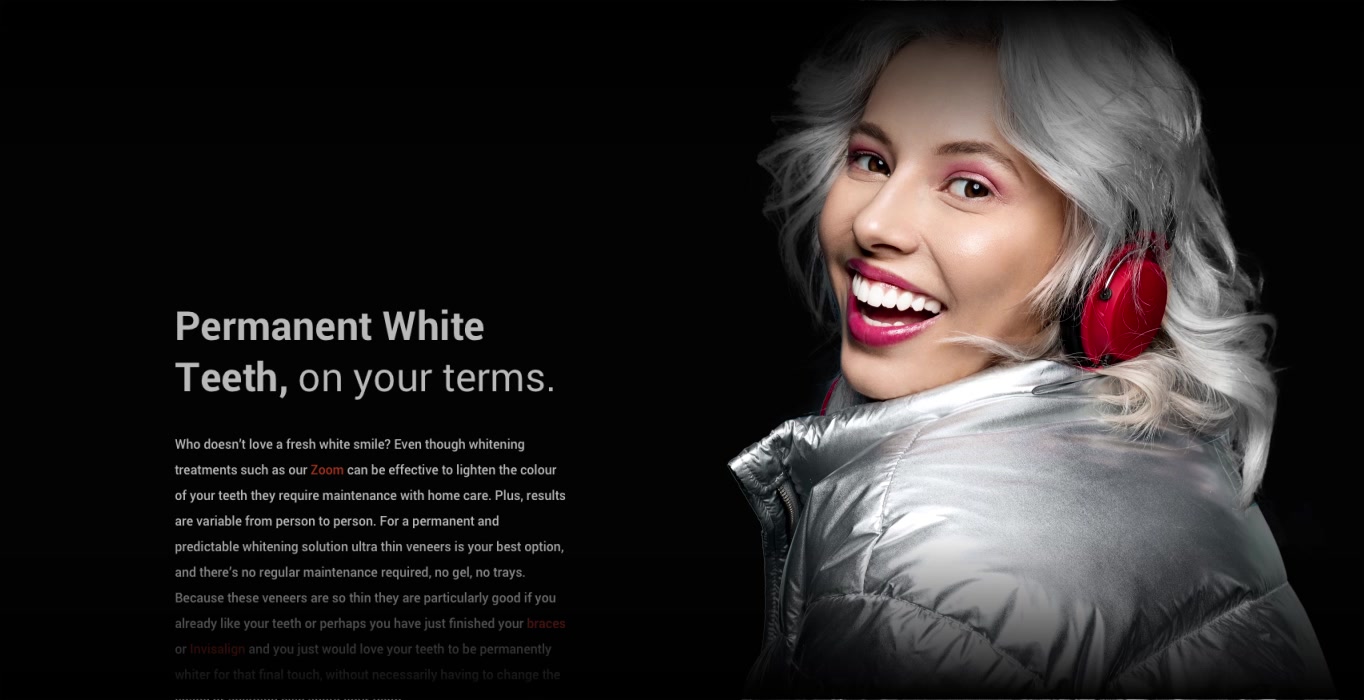 Permanent White
Teeth, on your terms.
Who doesn't love a fresh white smile? Even though whitening
treatments such as our Zoom can be effective to lighten the colour
of your teeth they require maintenance with home care. Plus, results
are variable from person to person. For a permanent and
predictable whitening solution ultra thin veneers is your best option,
and there's no regular maintenance required, no gel, no trays.
Because these veneers are so thin they are particularly good if you
already like your teeth or perhaps you have just finished your braces
or Invisalign and you just would love your teeth to be permanently
whiter for that final touch, without necessarily having to change the